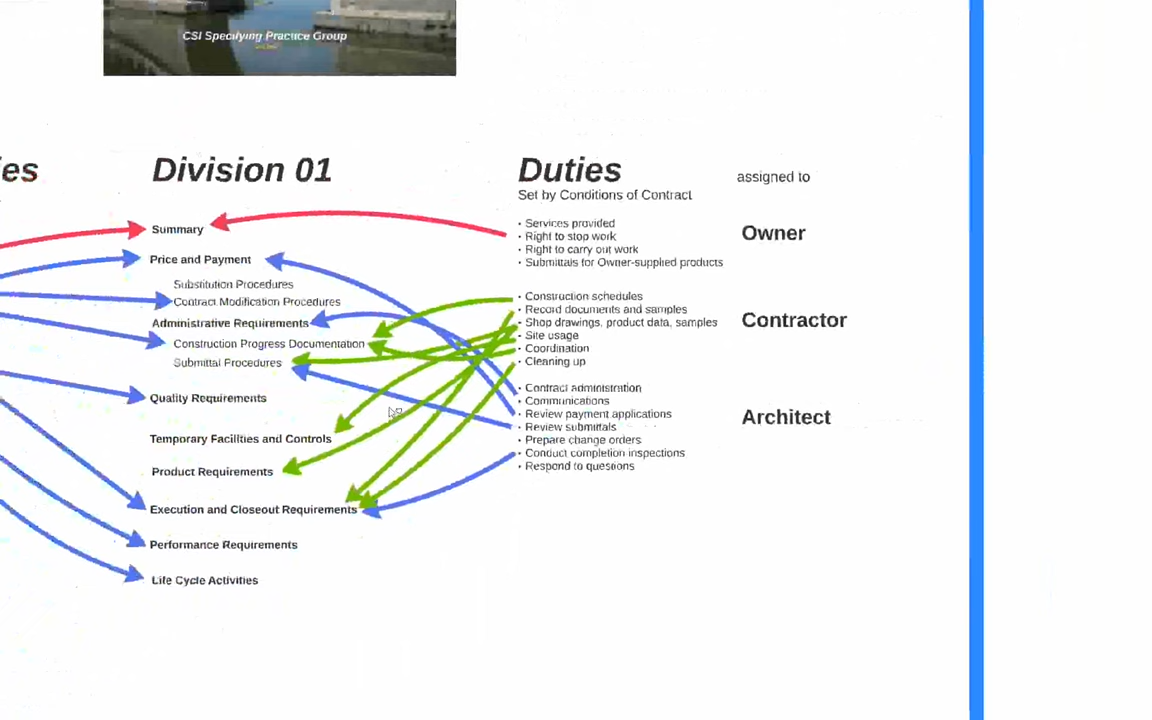 CSI Specifying Practice Group
ies
Division 01
Duties
assigned to
Set by Conditions of Contract
Summary
Price and Payment
Substitution Procedures
Contract Modification Procedures
Administrative Requirements
Construction Progress Documentation
Submittal Procedures
Quality Requirements
Temporary Facilities and Controls
Product Requirements
Execution and Closeout Requirements
Performance Requirements
Life Cycle Activities
• Services provided
• Right to stop work
• Right to carry out work
• Submittals for Owner-supplied products
Owner
• Construction schedules
• Record documents and samples
• Shop drawings, product data, samples
• Site usage
• Coordination
• Cleaning up
Contractor
• Contract administration
• Communications
• Review payment applications
• Review submittals
• Prepare change orders
• Conduct completion inspections
• Respond to questions
Architect